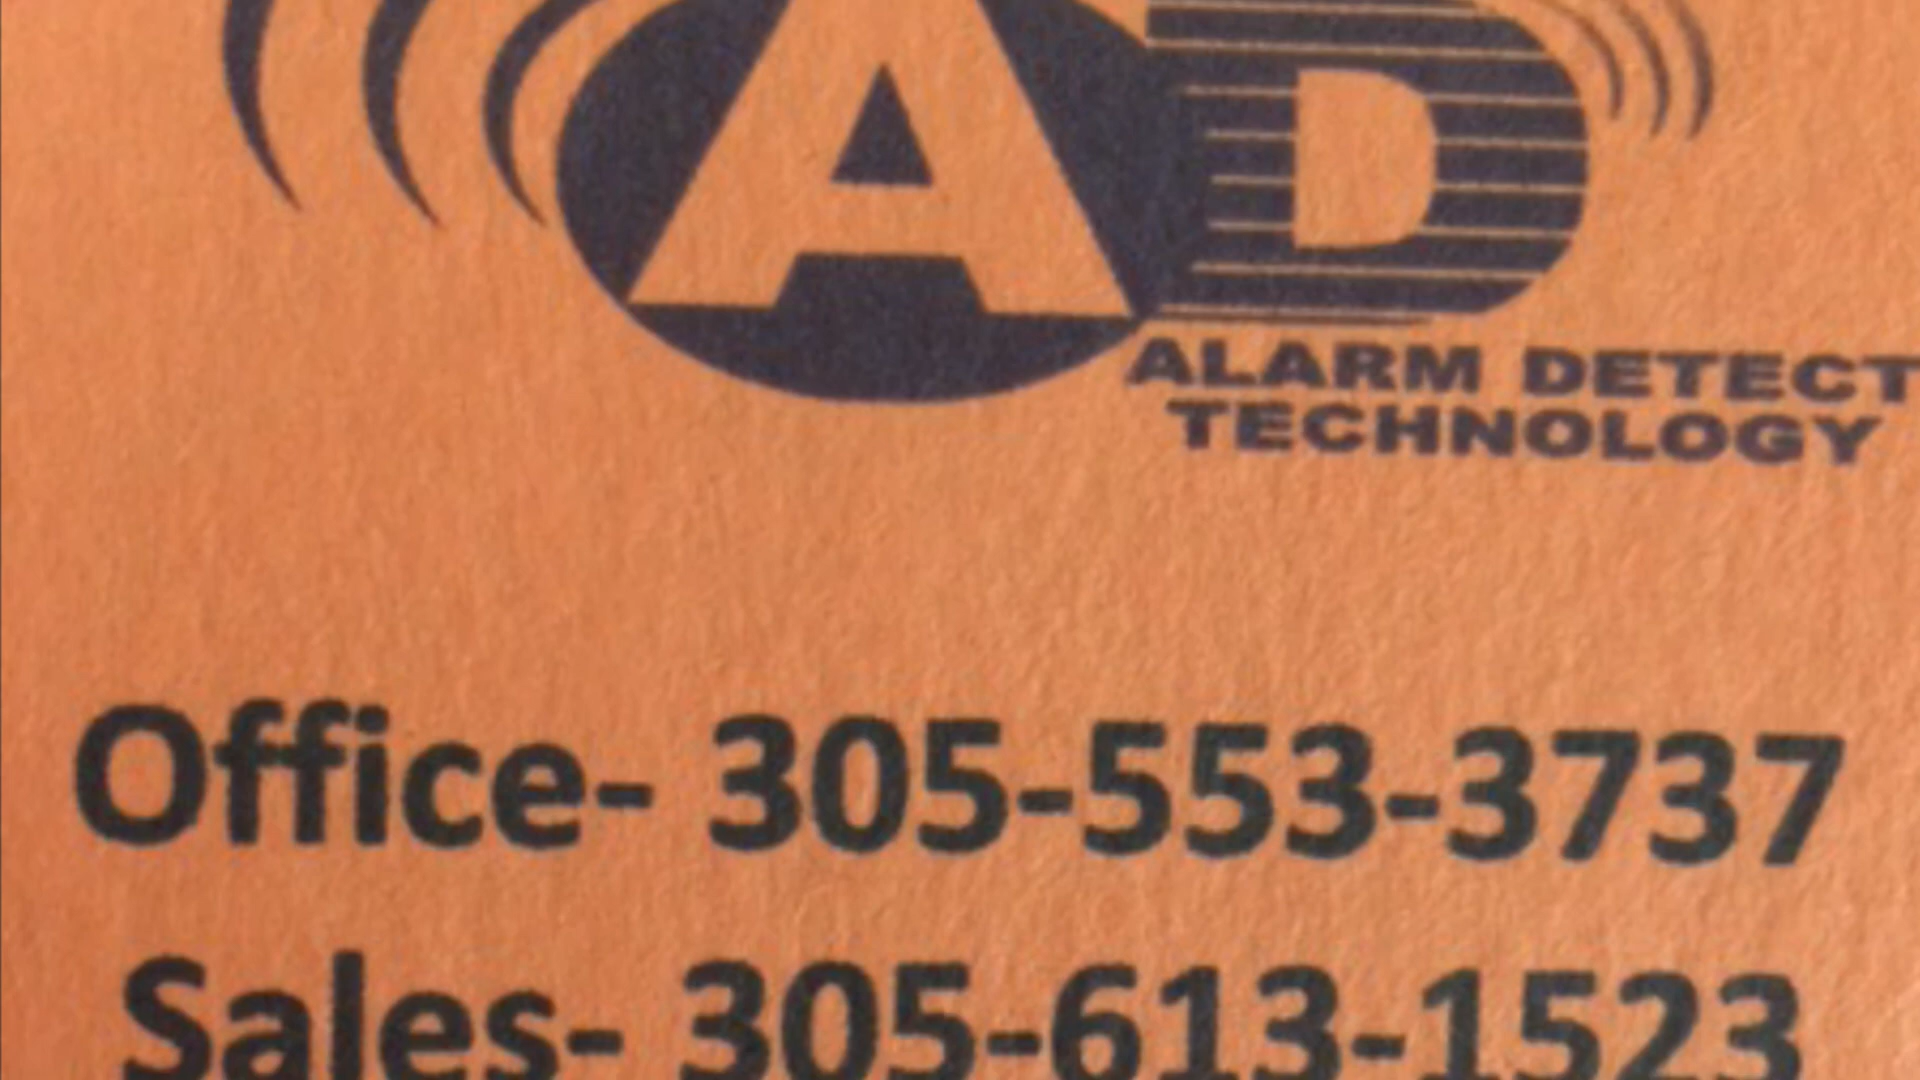 AD
ALARM DETECT
TECHNOLOGY
Office- 305-553-3737
Sales- 305-613-1523